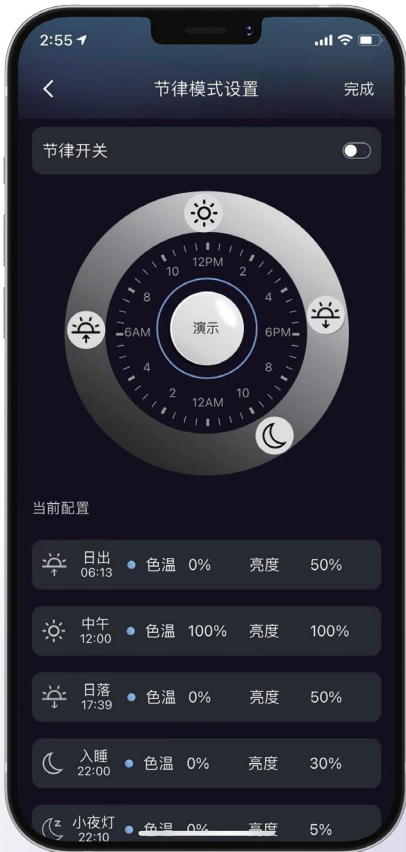 2:55
节律模式设置
完成
节律开关
12PM
10
2
8
4
6AM
演示
6PM
4
8
2
10
12AM
当前配置
日出
06:13
色温 0% 亮度 50%
中午
12:00
色温 100% 亮度 100%
日落
17:39
色温 0% 亮度 50%
入睡
22:00
色温 0% 亮度 30%
小夜灯
22:10
色温 0% 亮度 5%